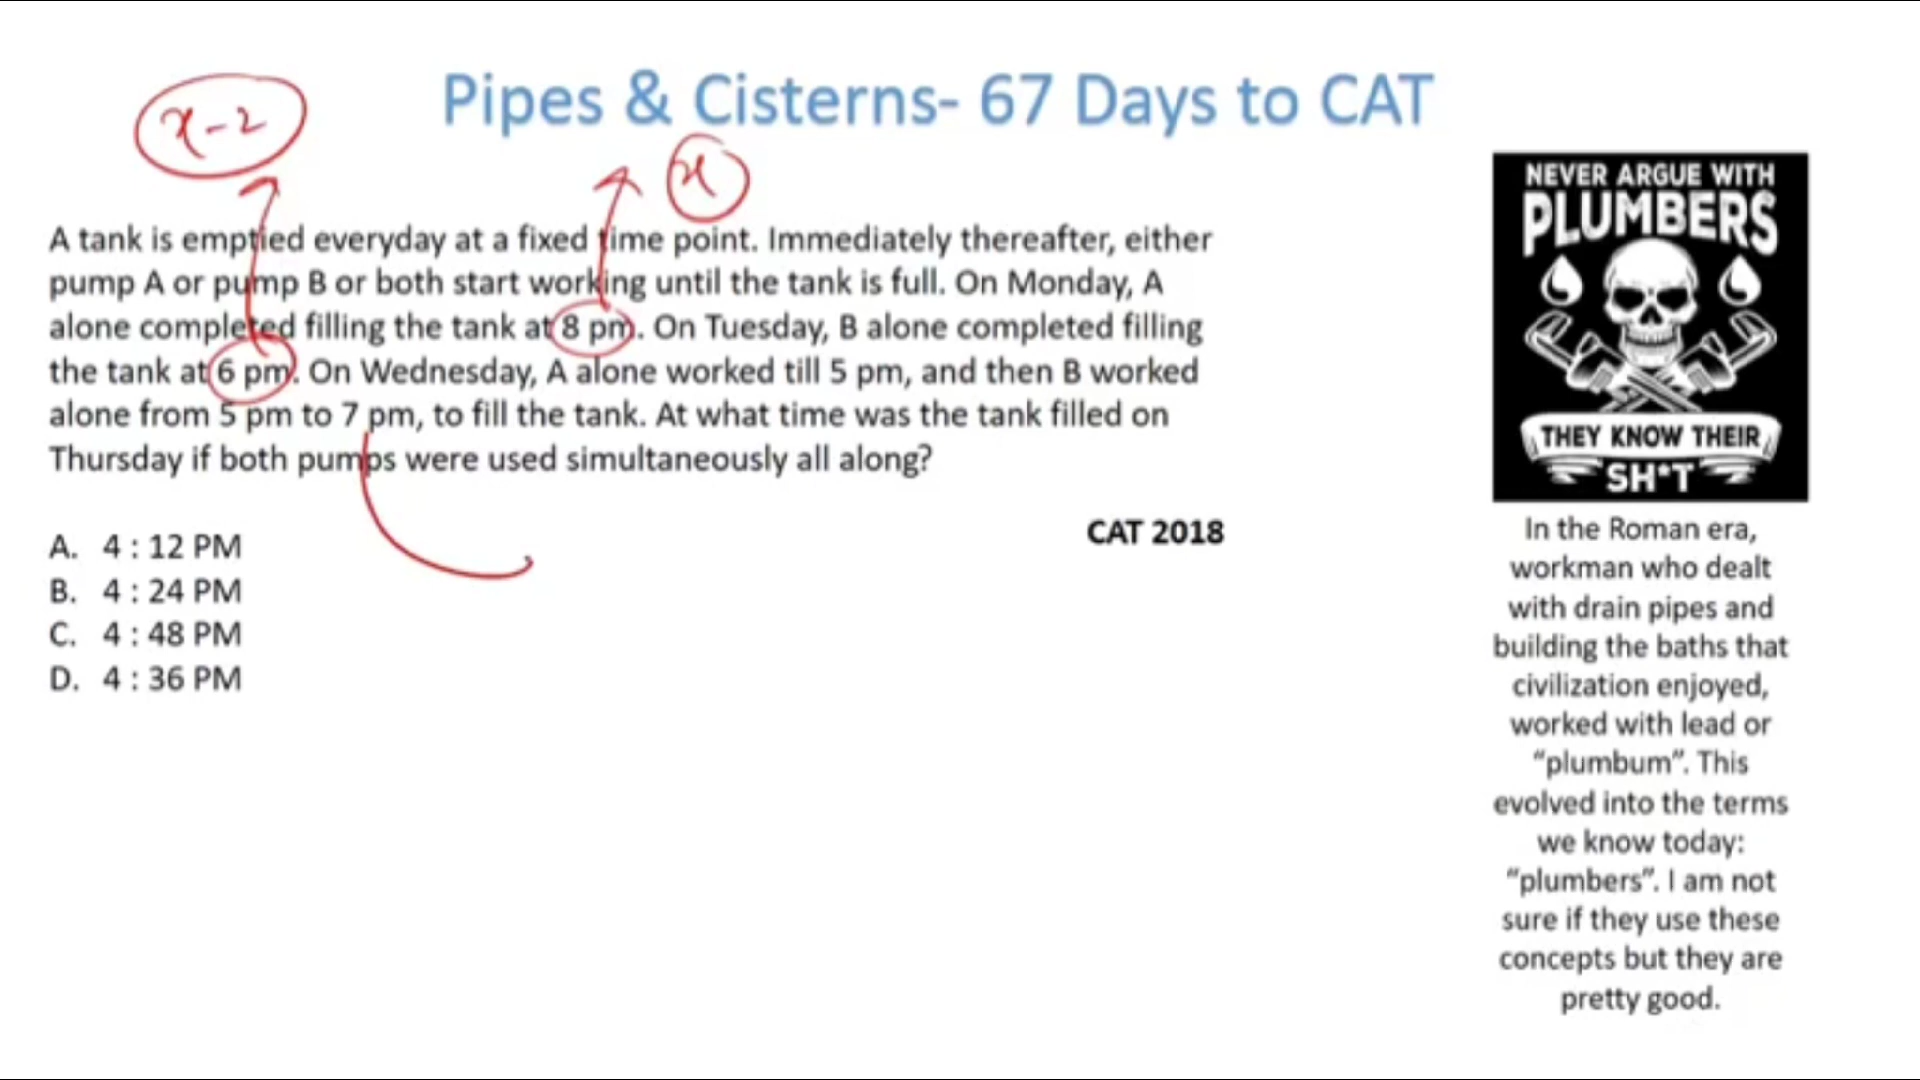 Pipes & Cisterns- 67 Days to CAT
x-2
x
A tank is emptied everyday at a fixed time point. Immediately thereafter, either
pump A or pump B or both start working until the tank is full. On Monday, A
alone completed filling the tank at 8 pm. On Tuesday, B alone completed filling
the tank at 6 pm. On Wednesday, A alone worked till 5 pm, and then B worked
alone from 5 pm to 7 pm, to fill the tank. At what time was the tank filled on
Thursday if both pumps were used simultaneously all along?
CAT 2018
A. 4 : 12 PM
B. 4 : 24 PM
C. 4 : 48 PM
D. 4 : 36 PM
NEVER ARGUE WITH
PLUMBERS
THEY KNOW THEIR
SH*T
In the Roman era,
workman who dealt
with drain pipes and
building the baths that
civilization enjoyed,
worked with lead or
“plumbum”. This
evolved into the terms
we know today:
“plumbers”. I am not
sure if they use these
concepts but they are
pretty good.